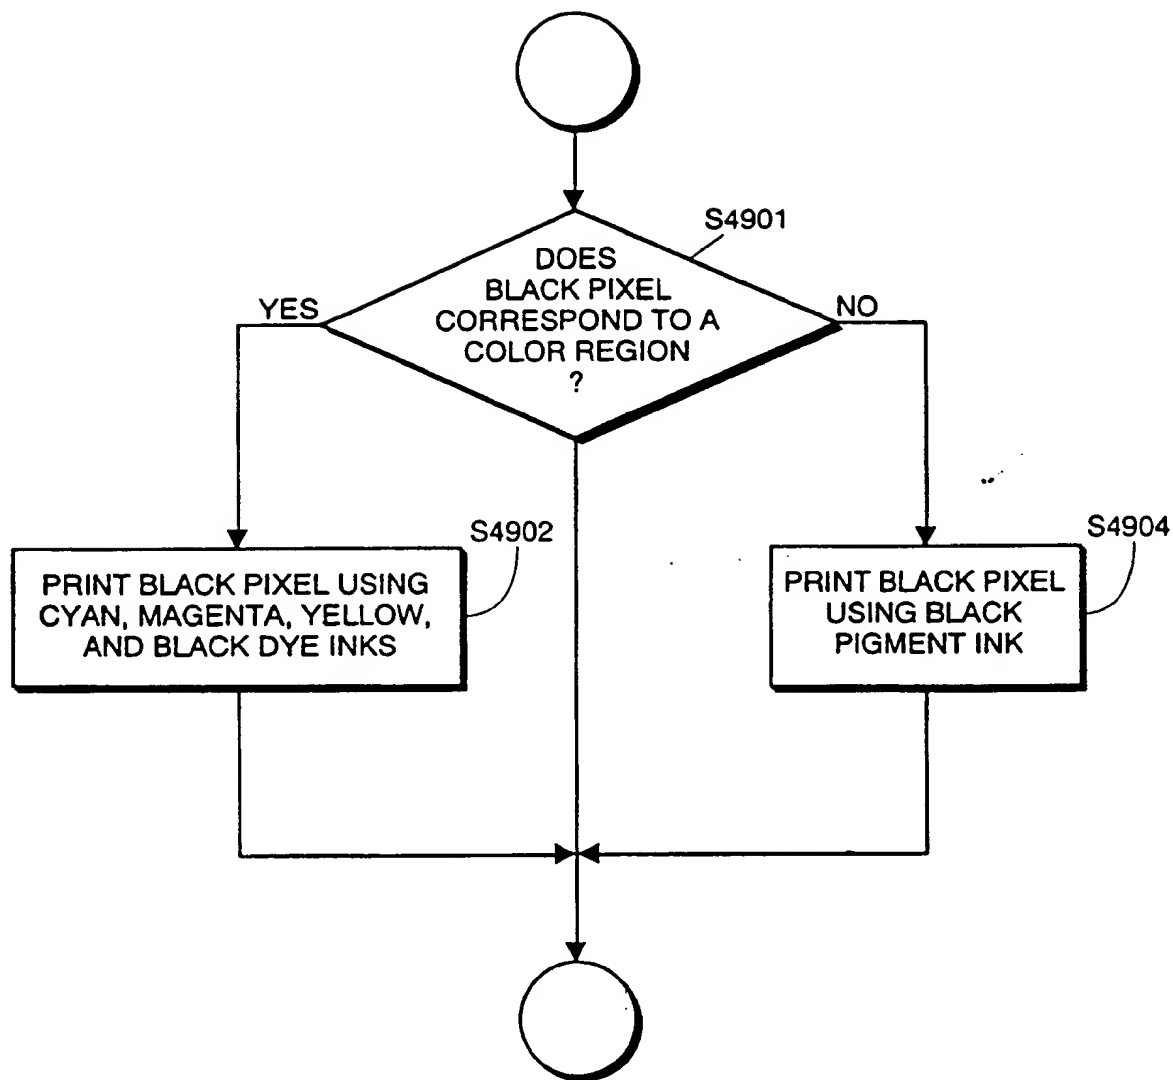 S4901
DOES
BLACK PIXEL
CORRESPOND TO A
COLOR REGION
?
YES
NO
S4902
PRINT BLACK PIXEL USING
CYAN, MAGENTA, YELLOW,
AND BLACK DYE INKS
S4904
PRINT BLACK PIXEL
USING BLACK
PIGMENT INK